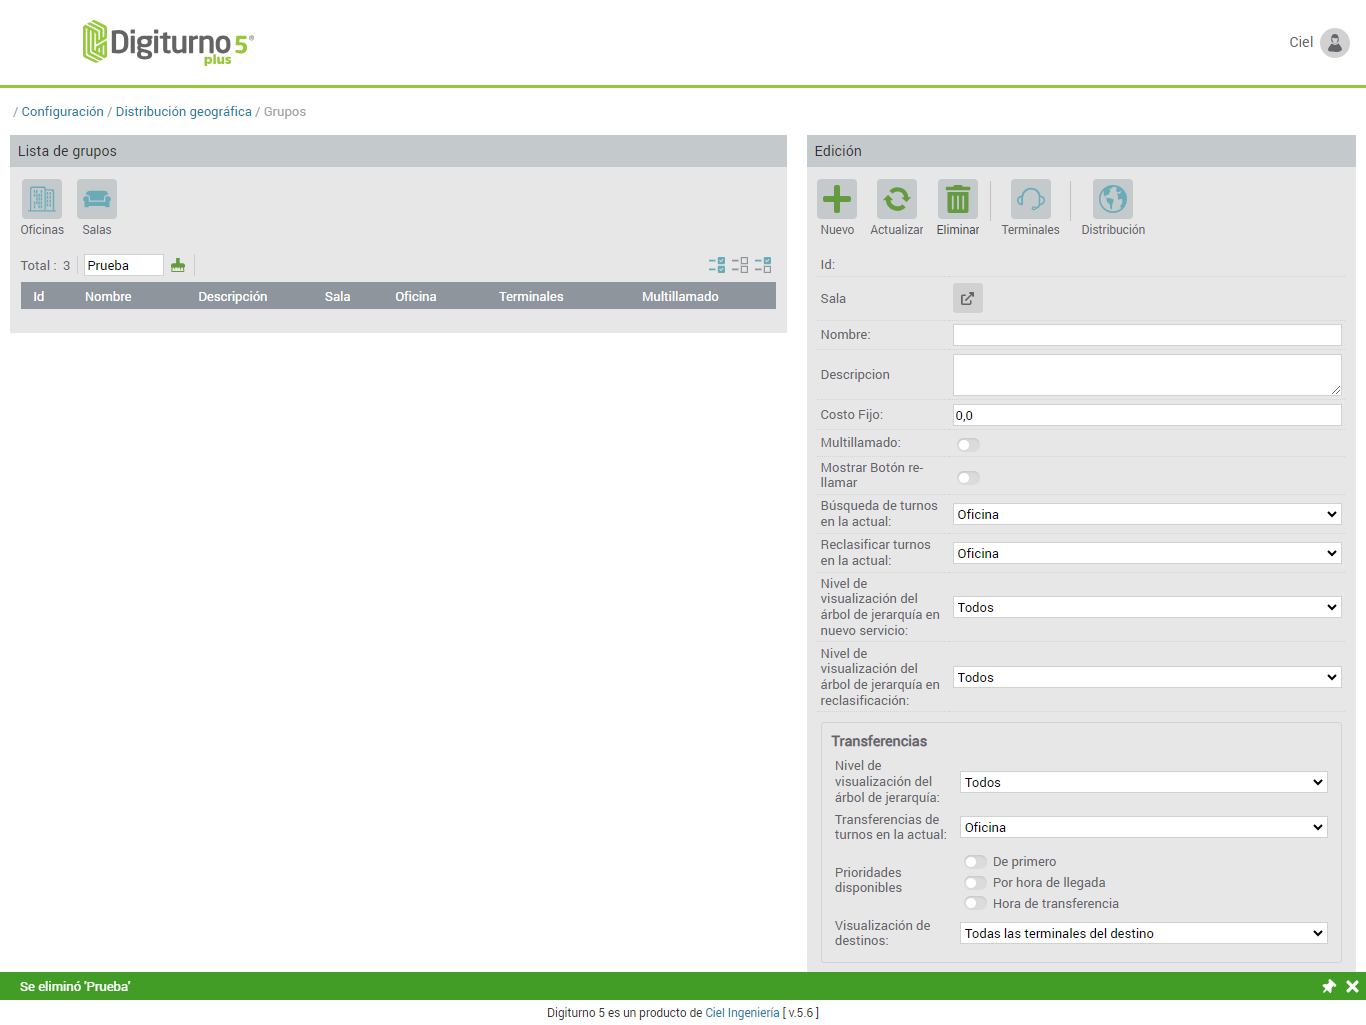 Digiturno 5®
plus
Ciel
/ Configuración / Distribución geográfica / Grupos
Lista de grupos
Oficinas
Salas
Total : 3
Prueba
Id
Nombre
Descripción
Sala
Oficina
Terminales
Multillamado
Edición
Nuevo
Actualizar
Eliminar
Terminales
Distribución
Id:
Sala
Nombre:
Descripcion
Costo Fijo:
0,0
Multillamado:
Mostrar Botón re-
llamar
Búsqueda de turnos
en la actual:
Oficina
Reclasificar turnos
en la actual:
Oficina
Nivel de
visualización del
árbol de jerarquía en
nuevo servicio:
Todos
Nivel de
visualización del
árbol de jerarquía en
reclasificación:
Todos
Transferencias
Nivel de
visualización del
árbol de jerarquía:
Todos
Transferencias de
turnos en la actual:
Oficina
Prioridades
disponibles
De primero
Por hora de llegada
Hora de transferencia
Visualización de
destinos:
Todas las terminales del destino
Se eliminó 'Prueba'
Digiturno 5 es un producto de Ciel Ingeniería [ v.5.6 ]